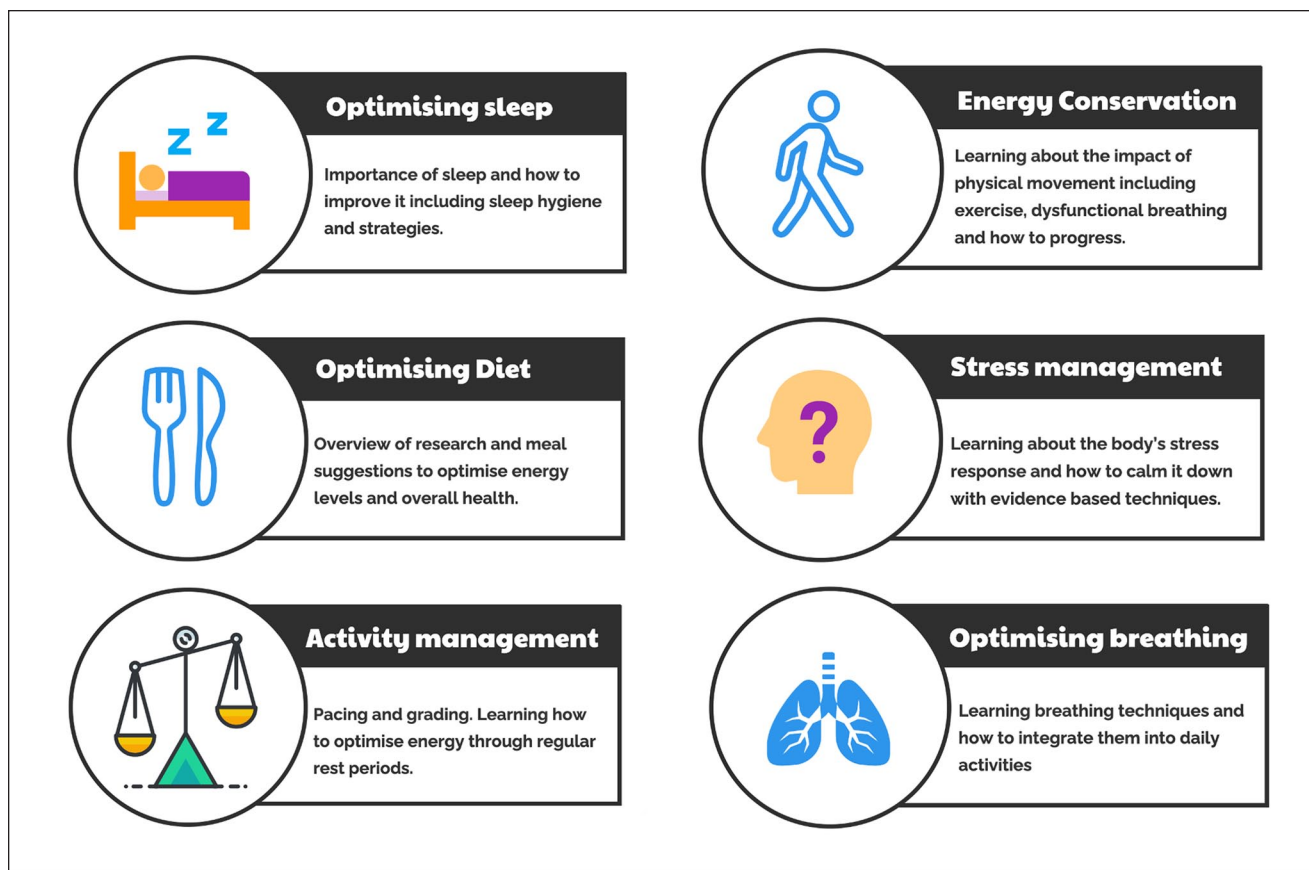 Optimising sleep
Importance of sleep and how to
improve it including sleep hygiene
and strategies.
Energy Conservation
Learning about the impact of
physical movement including
exercise, dysfunctional breathing
and how to progress.
Optimising Diet
Overview of research and meal
suggestions to optimise energy
levels and overall health.
Stress management
?
Learning about the body's stress
response and how to calm it down
with evidence based techniques.
Activity management
Pacing and grading. Learning how
to optimise energy through regular
rest periods.
Optimising breathing
Learning breathing techniques and
how to integrate them into daily
activities